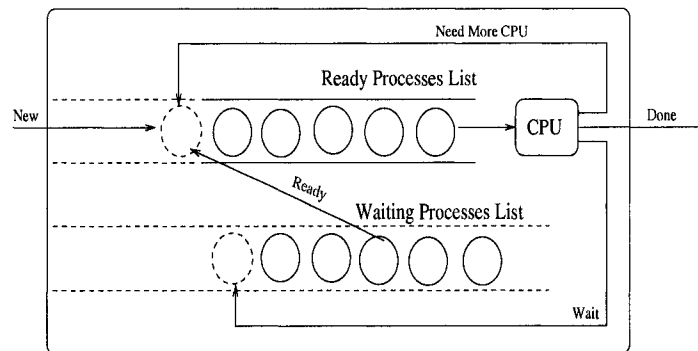 Need More CPU
Ready Processes List
New
CPU
Done
Ready
Waiting Processes List
Wait